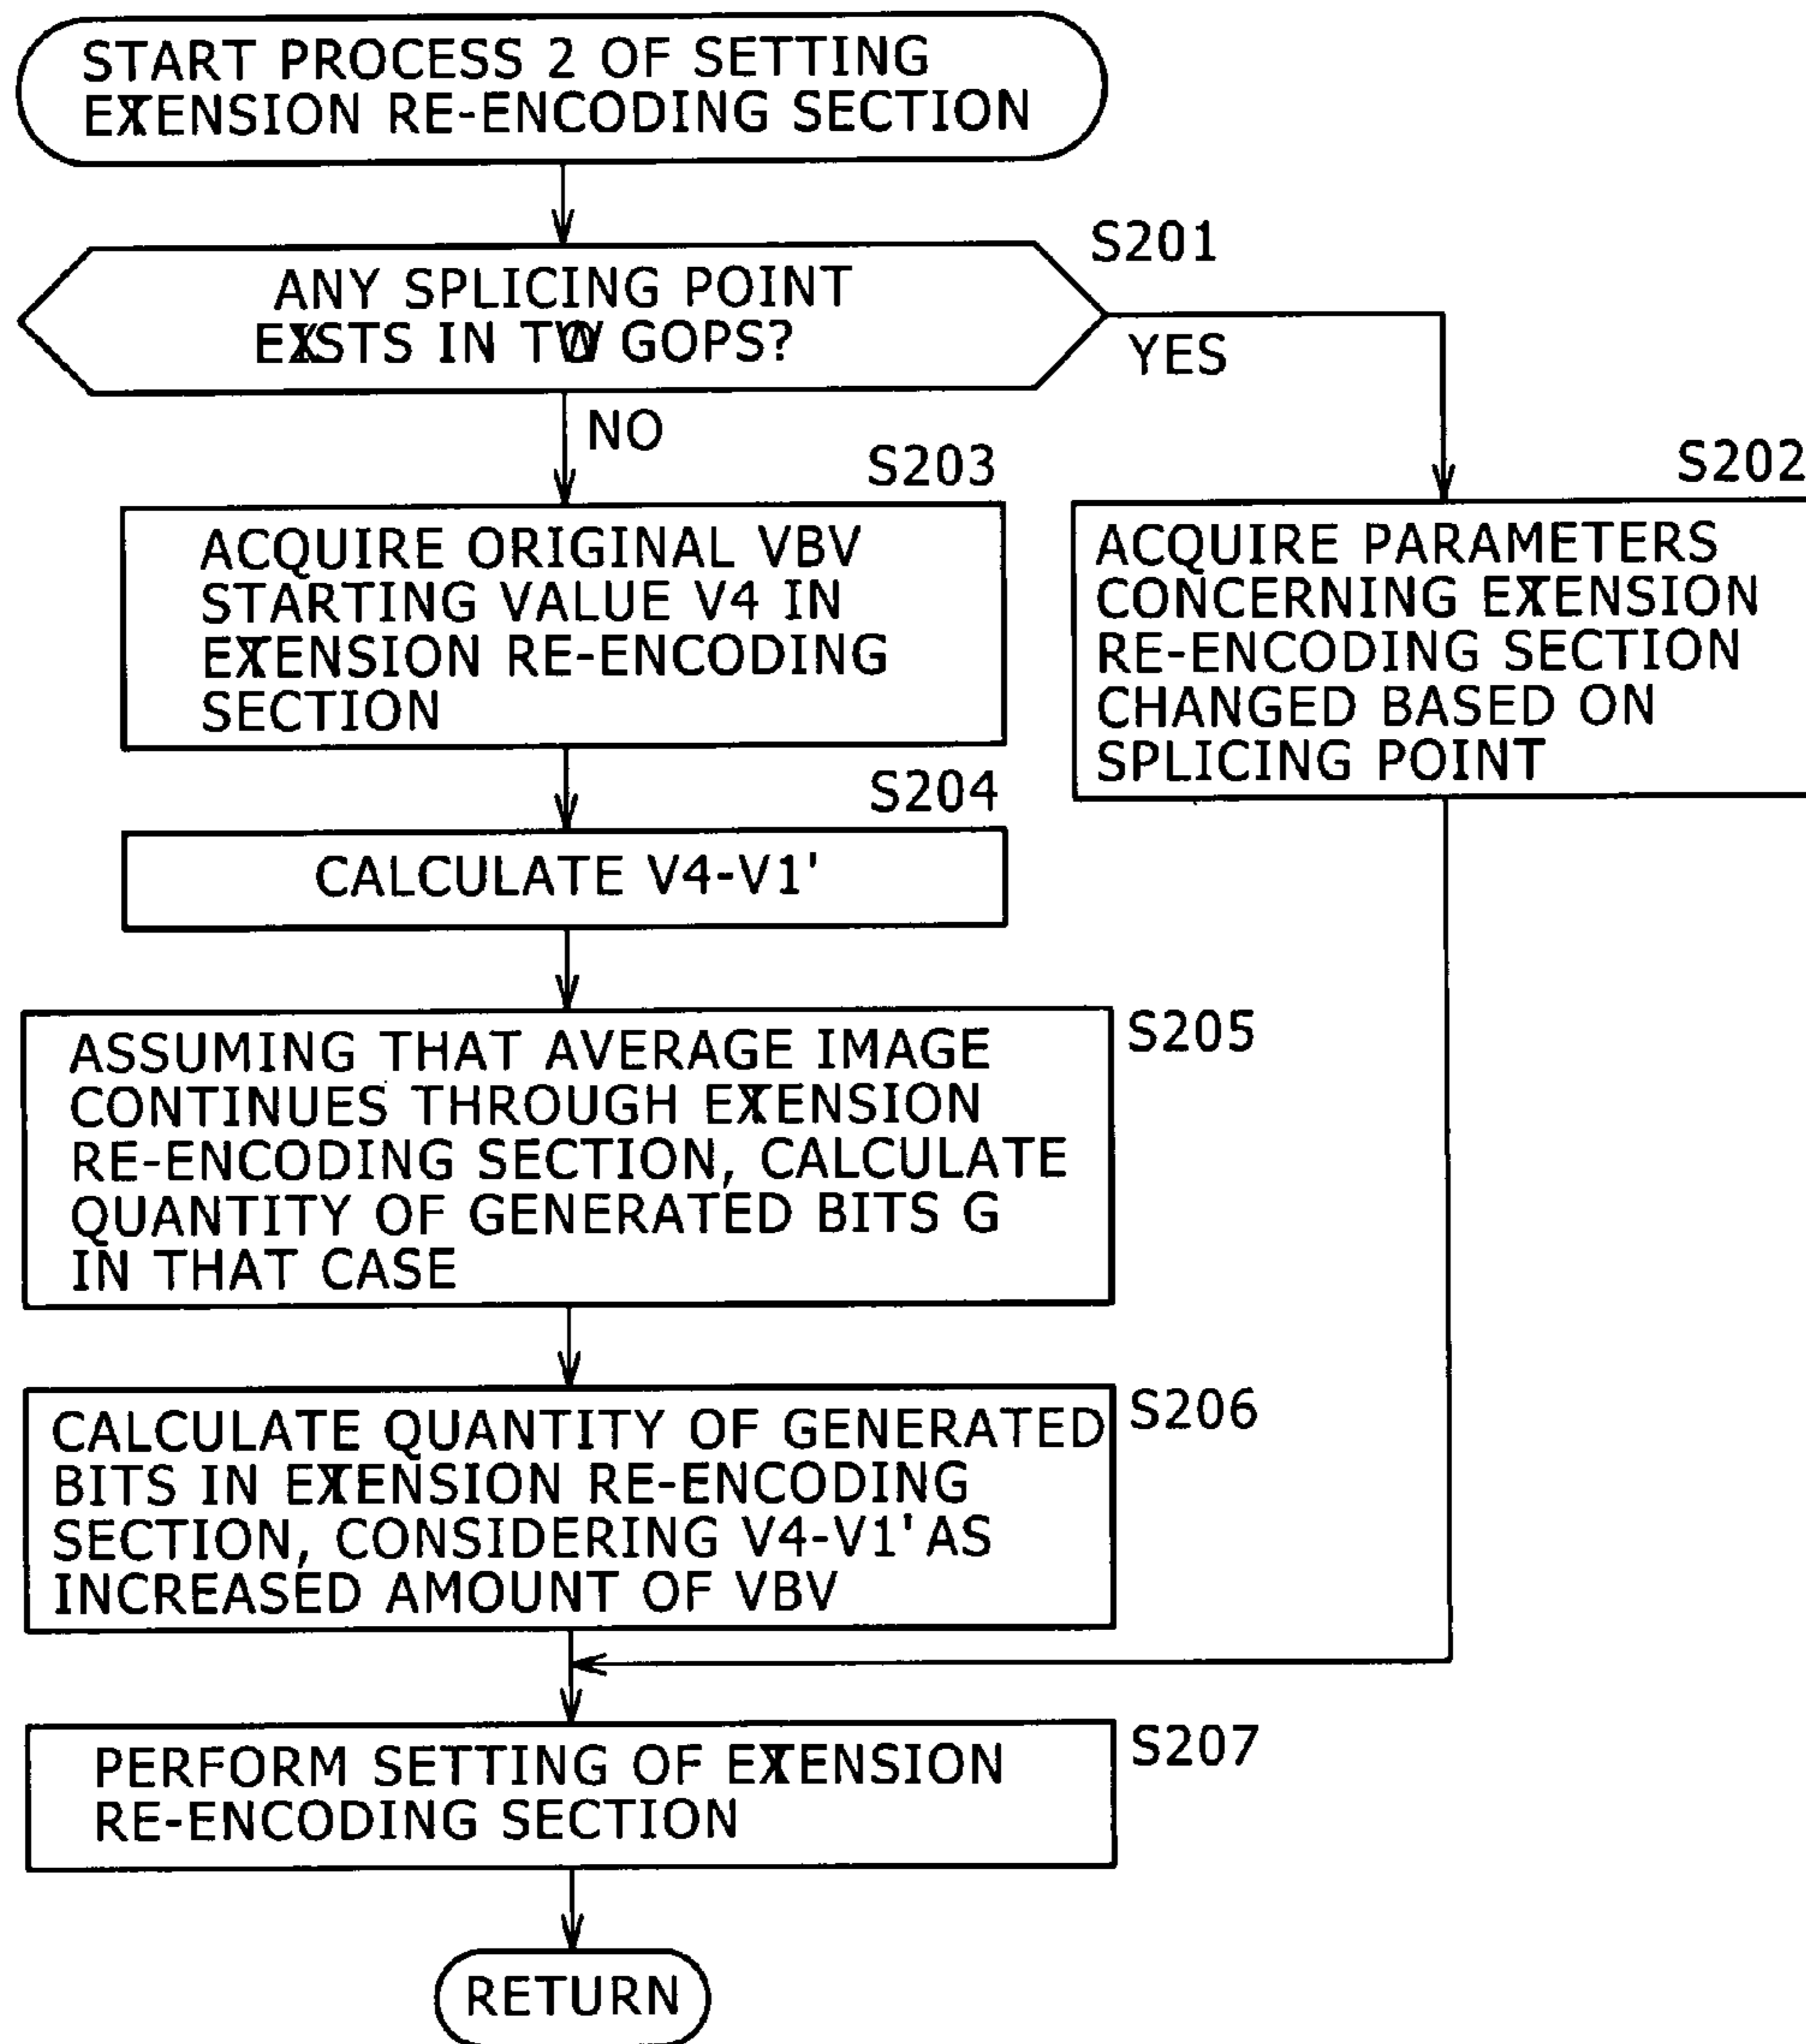 START PROCESS 2 OF SETTING
EXTENSION RE-ENCODING SECTION
S201
ANY SPLICING POINT
EXISTS IN TWO GOPS?
YES
NO
S203
ACQUIRE ORIGINAL VBV
STARTING VALUE V4 IN
EXTENSION RE-ENCODING
SECTION
S202
ACQUIRE PARAMETERS
CONCERNING EXTENSION
RE-ENCODING SECTION
CHANGED BASED ON
SPLICING POINT
S204
CALCULATE V4-V1'
S205
ASSUMING THAT AVERAGE IMAGE
CONTINUES THROUGH EXTENSION
RE-ENCODING SECTION, CALCULATE
QUANTITY OF GENERATED BITS G
IN THAT CASE
S206
CALCULATE QUANTITY OF GENERATED
BITS IN EXTENSION RE-ENCODING
SECTION, CONSIDERING V4-V1' AS
INCREASED AMOUNT OF VBV
S207
PERFORM SETTING OF EXTENSION
RE-ENCODING SECTION
RETURN